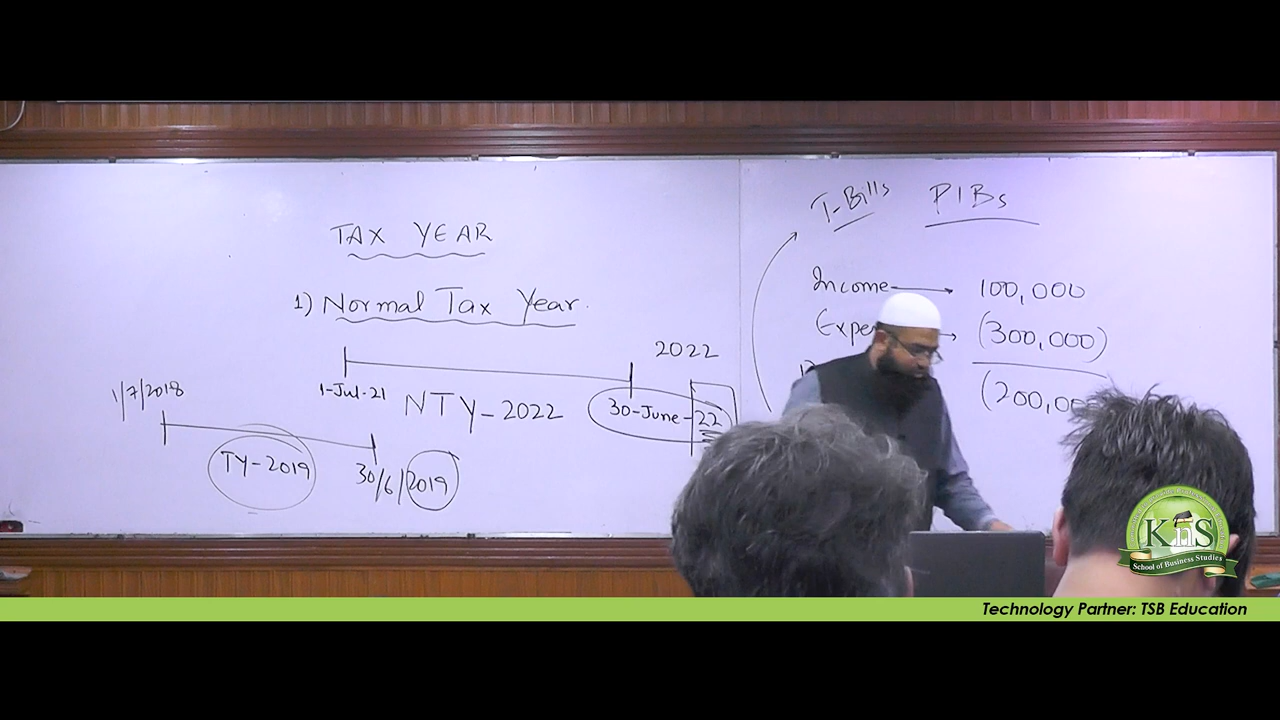 TAX YEAR
1) Normal Tax Year.
2022
1-Jul-21
NTY-2022
30-June-22
1/7/2018
TY-2019
30/6/2019
T-Bills PIBs
Income 100,000
(300,000)
KnS
School of Business Studies
Technology Partner: TSB Education